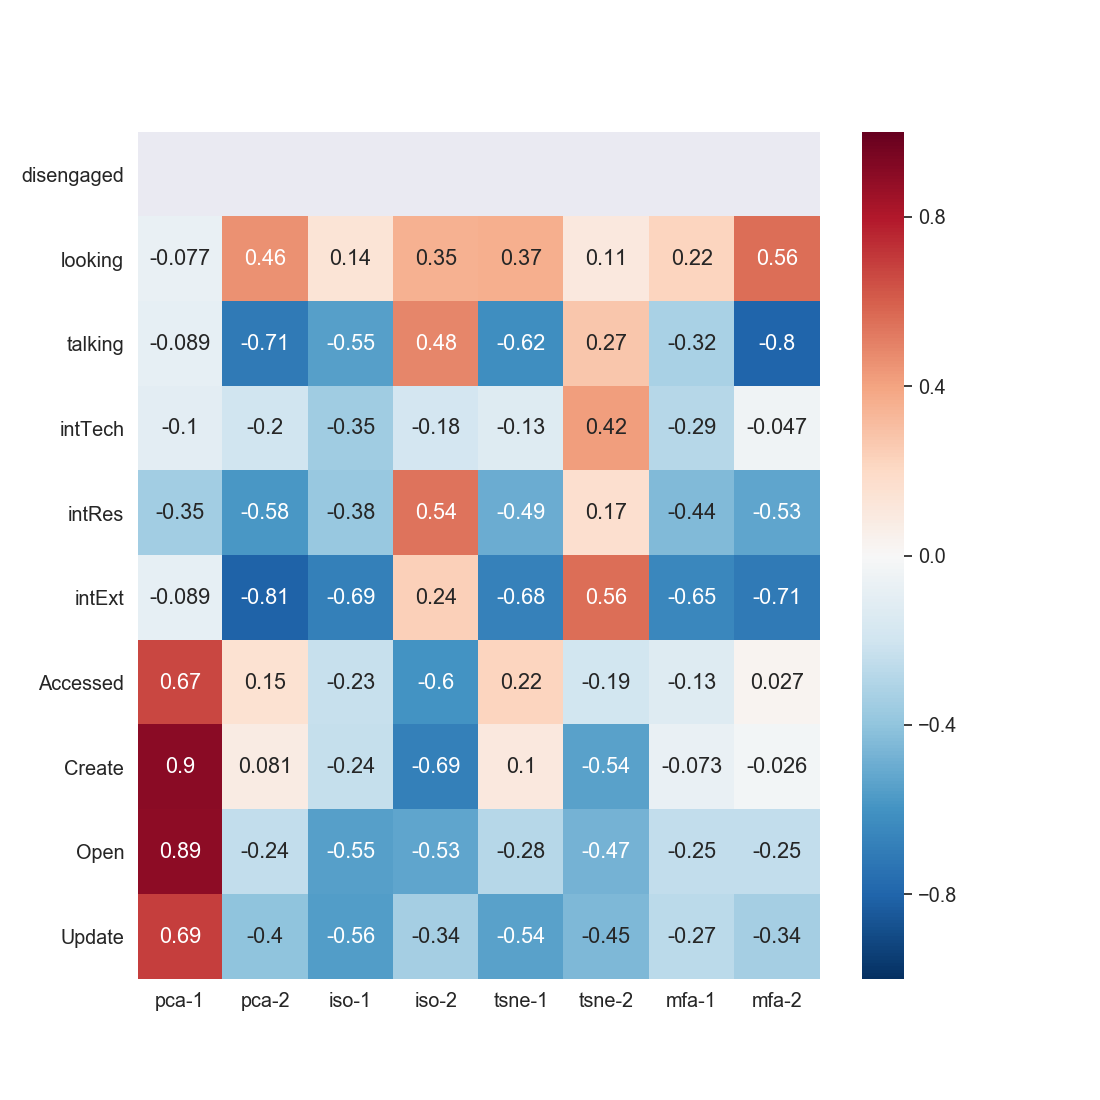 disengaged
looking -0.077 0.46 0.14 0.35 0.37 0.11 0.22 0.56
talking -0.089 -0.71 -0.55 0.48 -0.62 0.27 -0.32 -0.8
intTech -0.1 -0.2 -0.35 -0.18 -0.13 0.42 -0.29 -0.047
intRes -0.35 -0.58 -0.38 0.54 -0.49 0.17 -0.44 -0.53
intExt -0.089 -0.81 -0.69 0.24 -0.68 0.56 -0.65 -0.71
Accessed 0.67 0.15 -0.23 -0.6 0.22 -0.19 -0.13 0.027
Create 0.9 0.081 -0.24 -0.69 0.1 -0.54 -0.073 -0.026
Open 0.89 -0.24 -0.55 -0.53 -0.28 -0.47 -0.25 -0.25
Update 0.69 -0.4 -0.56 -0.34 -0.54 -0.45 -0.27 -0.34
pca-1 pca-2 iso-1 iso-2 tsne-1 tsne-2 mfa-1 mfa-2
0.8
0.4
0.0
−0.4
−0.8